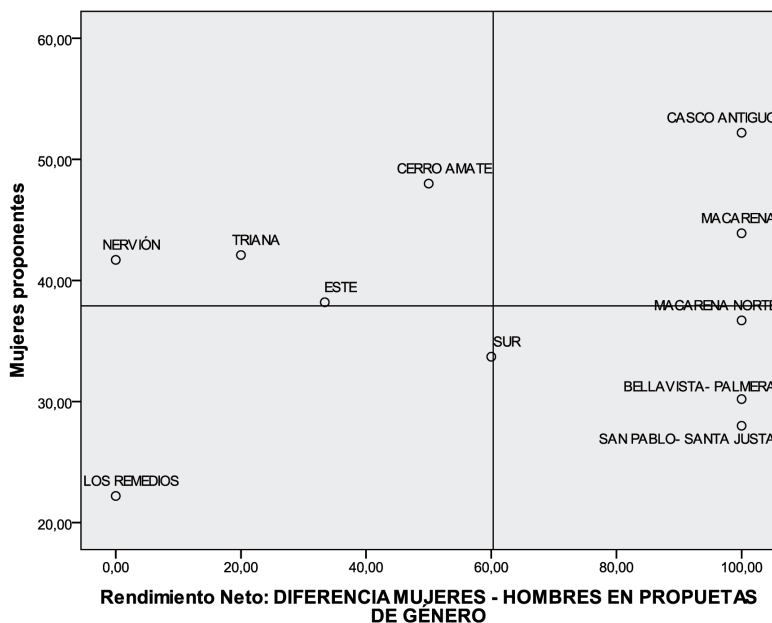 60,00
CASCO ANTIGUO
50,00
CERRO AMATE
MACARENA
NERVIÓN
TRIANA
40,00
ESTE
MACARENA NORTE
SUR
30,00
BELLAVISTA- PALMERA
SAN PABLO- SANTA JUSTA
LOS REMEDIOS
20,00
Mujeres proponentes
0,00 20,00 40,00 60,00 80,00 100,00
Rendimiento Neto: DIFERENCIA MUJERES - HOMBRES EN PROPUETAS
DE GÉNERO